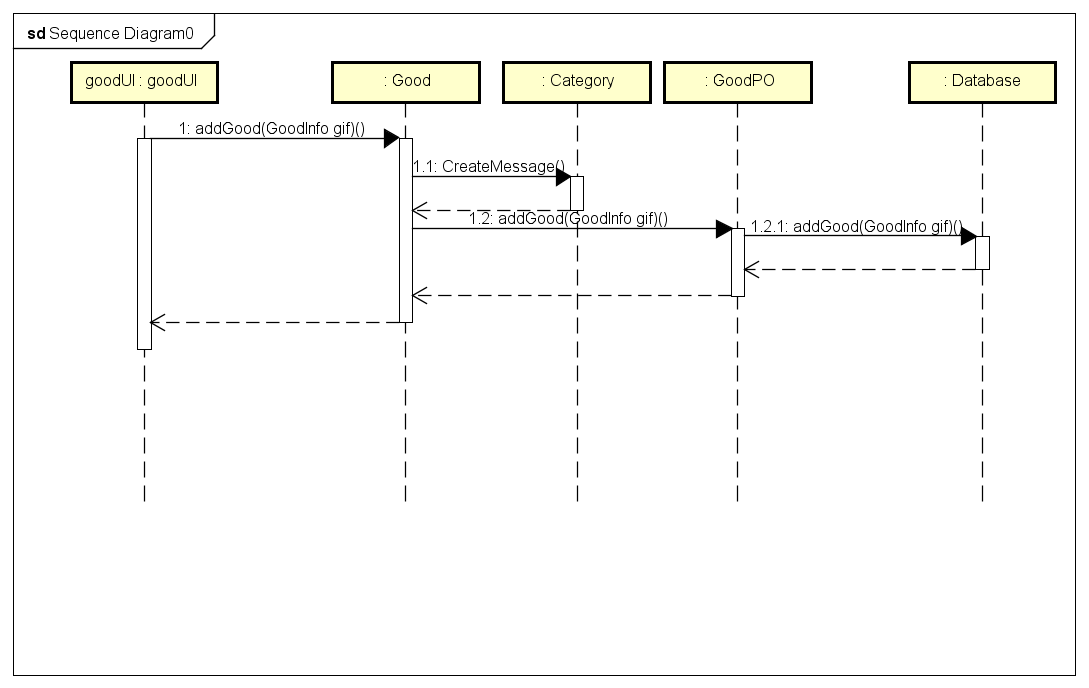 sd Sequence Diagram0
goodUI : goodUI
: Good
: Category
: GoodPO
: Database
1: addGood(GoodInfo gif)()
1.1: CreateMessage()
1.2: addGood(GoodInfo gif)()
1.2.1: addGood(GoodInfo gif)()